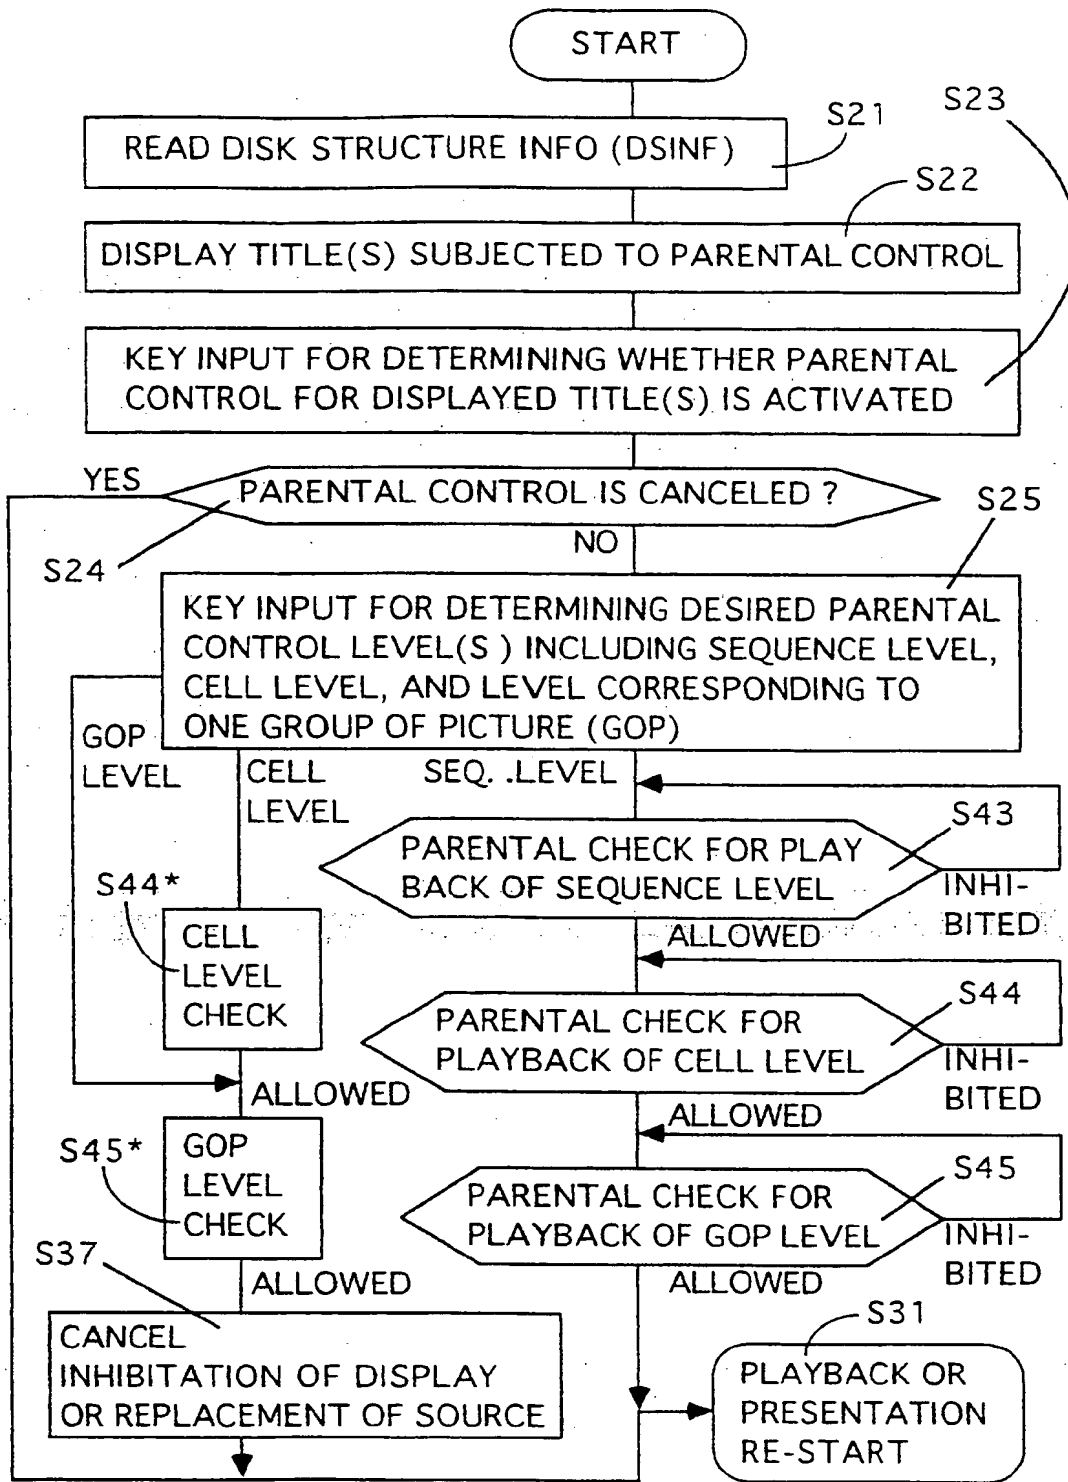 START
S23
S21
READ DISK STRUCTURE INFO (DSINF)
S22
DISPLAY TITLE(S) SUBJECTED TO PARENTAL CONTROL
KEY INPUT FOR DETERMINING WHETHER PARENTAL
CONTROL FOR DISPLAYED TITLE(S) IS ACTIVATED
YES
PARENTAL CONTROL IS CANCELED ?
S25
NO
S24
KEY INPUT FOR DETERMINING DESIRED PARENTAL
CONTROL LEVEL(S ) INCLUDING SEQUENCE LEVEL,
CELL LEVEL, AND LEVEL CORRESPONDING TO
ONE GROUP OF PICTURE (GOP)
GOP
LEVEL
CELL
LEVEL
SEQ. .LEVEL
S43
PARENTAL CHECK FOR PLAY
BACK OF SEQUENCE LEVEL
INHI-
BITED
S44*
CELL
LEVEL
CHECK
ALLOWED
S44
PARENTAL CHECK FOR
PLAYBACK OF CELL LEVEL
INHI-
BITED
ALLOWED
ALLOWED
S45*
GOP
LEVEL
CHECK
S45
PARENTAL CHECK FOR
PLAYBACK OF GOP LEVEL
INHI-
BITED
S37
ALLOWED
ALLOWED
CANCEL
INHIBITATION OF DISPLAY
OR REPLACEMENT OF SOURCE
S31
PLAYBACK OR
PRESENTATION
RE-START